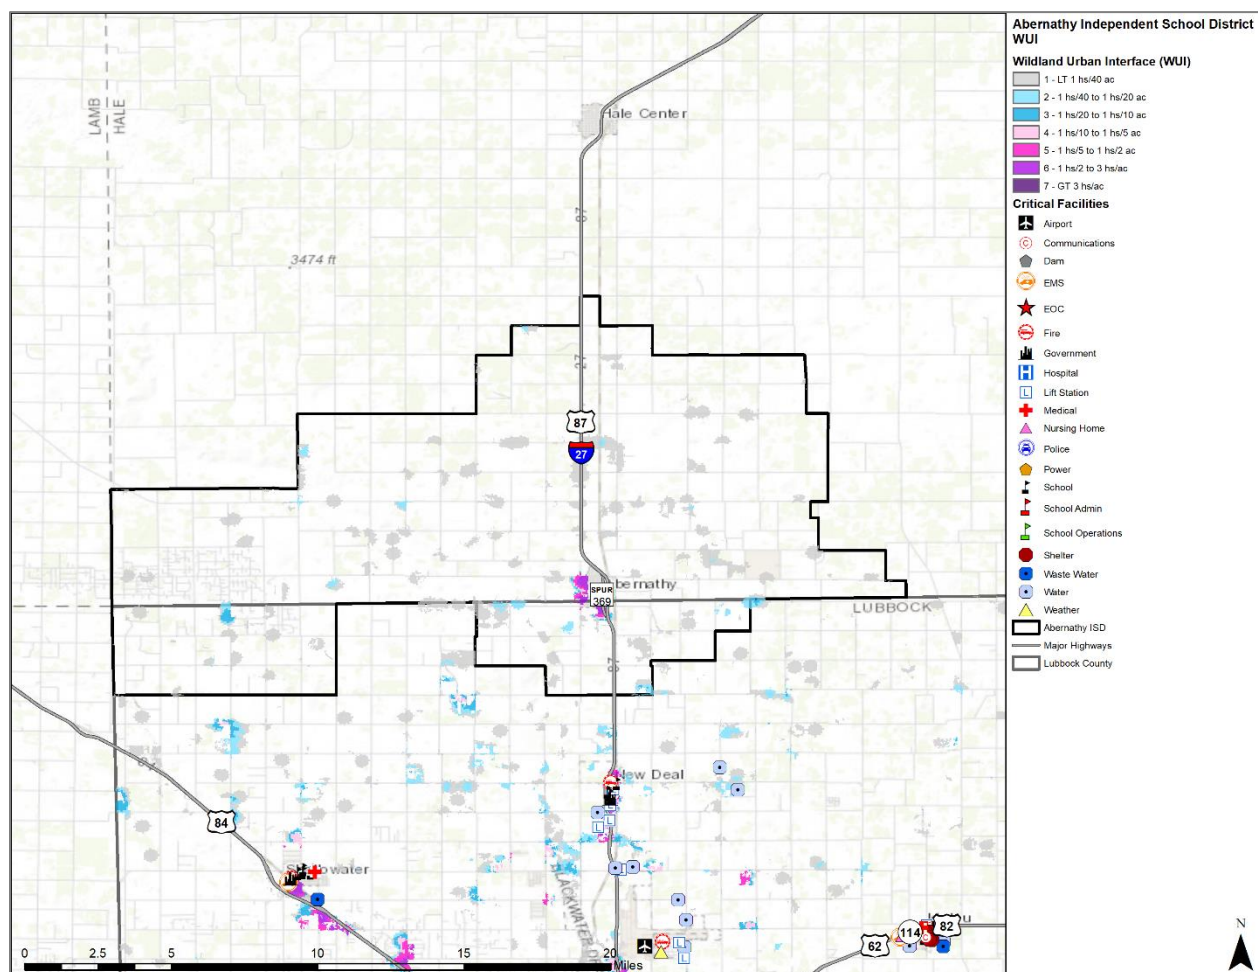 Abernathy Independent School District
WUI
Wildland Urban Interface (WUI)
1 - LT 1 hs/40 ac
2 - 1 hs/40 to 1 hs/20 ac
3 - 1 hs/20 to 1 hs/10 ac
4 - 1 hs/10 to 1 hs/5 ac
5 - 1 hs/5 to 1 hs/2 ac
6 - 1 hs/2 to 3 hs/ac
7 - GT 3 hs/ac
Critical Facilities
Airport
C Communications
Dam
EMS
EOC
Fire
Government
H Hospital
L Lift Station
Medical
Nursing Home
Police
Power
School
School Admin
School Operations
Shelter
Waste Water
Water
Weather
Abernathy ISD
Major Highways
Lubbock County
LAMB
HALE
Hale Center
87
3474 ft
27
87
27
bernathy
SPUR
369
LUBBOCK
87
New Deal
84
84
L
L
L
BLACKWATER DR
114
82
62
L
L
0 2.5 5 10 15 20
Miles
N